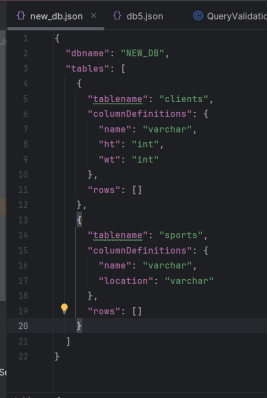 new_db.json × db5.json QueryValidatio
1 {
2 "dbname": "NEW_DB",
3 "tables": [
4 {
5 "tablename": "clients",
6 "columnDefinitions": {
7 "name": "varchar",
8 "ht": "int",
9 "wt": "int"
10 },
11 "rows": []
12 },
13 {
14 "tablename": "sports",
15 "columnDefinitions": {
16 "name": "varchar",
17 "location": "varchar"
18 },
19 "rows": []
20 }
21 ]
22 }